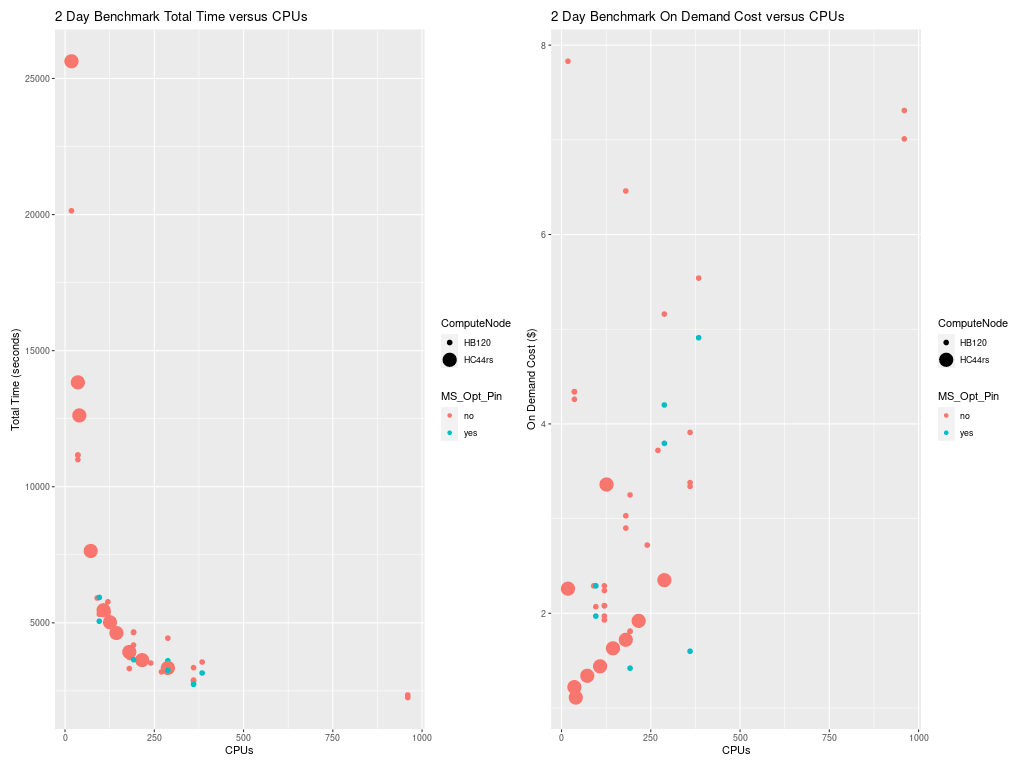 2 Day Benchmark Total Time versus CPUs
Total Time (seconds)
25000
20000
15000
10000
5000
0
250
500
750
1000
CPUs
ComputeNode
HB120
HC44rs
MS_Opt_Pin
no
yes
2 Day Benchmark On Demand Cost versus CPUs
On Demand Cost ($)
8
6
4
2
0
250
500
750
1000
CPUs
ComputeNode
HB120
HC44rs
MS_Opt_Pin
no
yes